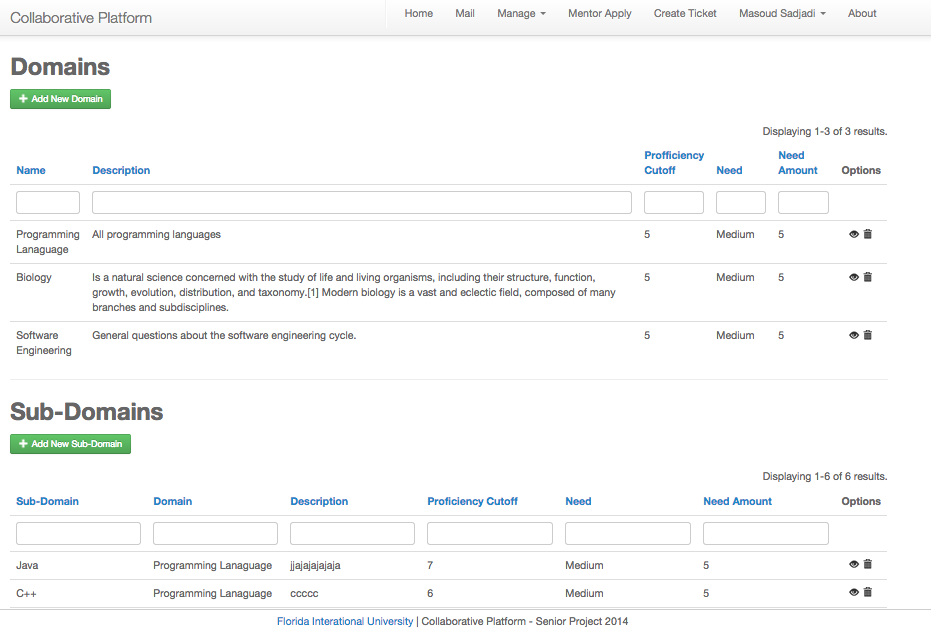 Collaborative Platform Home Mail Manage Mentor Apply Create Ticket Masoud Sadjadi About
Domains
Add New Domain
Displaying 1-3 of 3 results.
Name Description Profficiency Cutoff Need Need Amount Options
Programming Lanaguage All programming languages 5 Medium 5
Biology Is a natural science concerned with the study of life and living organisms, including their structure, function, 5 Medium 5
growth, evolution, distribution, and taxonomy.[1] Modern biology is a vast and eclectic field, composed of many
branches and subdisciplines.
Software Engineering General questions about the software engineering cycle. 5 Medium 5
Sub-Domains
Add New Sub-Domain
Displaying 1-6 of 6 results.
Sub-Domain Domain Description Proficiency Cutoff Need Need Amount Options
Java Programming Lanaguage jjajajajajaja 7 Medium 5
C++ Programming Lanaguage ccccc 6 Medium 5
Florida Interational University | Collaborative Platform - Senior Project 2014